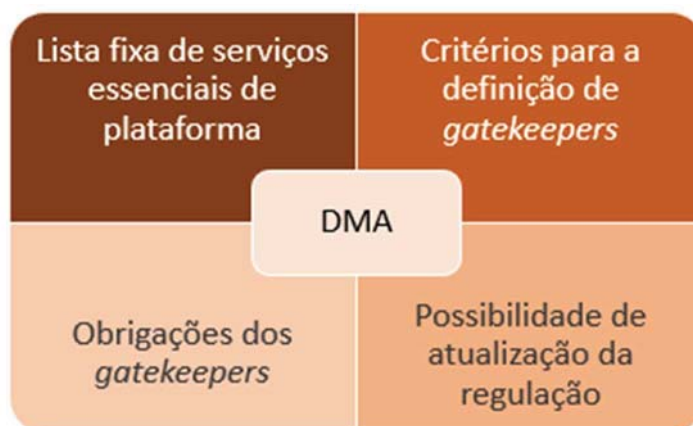 Lista fixa de serviços
essenciais de
plataforma
Critérios para a
definição de
gatekeepers
DMA
Obrigações dos
gatekeepers
Possibilidade de
atualização da
regulação